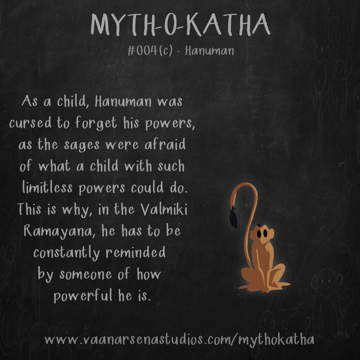 MYTH-O-KATHA
#004(c) - Hanuman
As a child, Hanuman was
cursed to forget his powers,
as the sages were afraid
of what a child with such
limitless powers could do.
This is why, in the Valmiki
Ramayana, he has to be
constantly reminded
by someone of how
powerful he is.
www.vaanarsenastudios.com/mythokatha